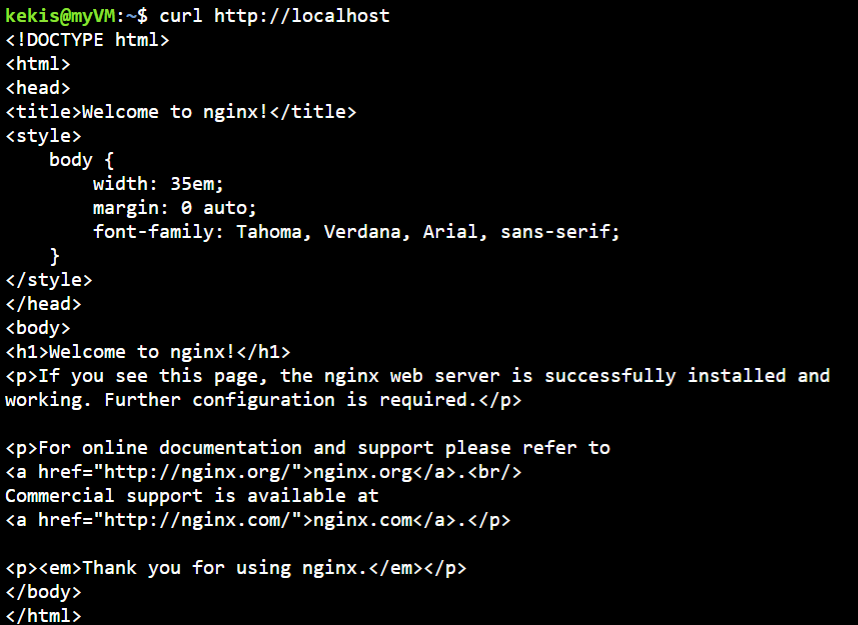 kekis@myVM:~$ curl http://localhost
<!DOCTYPE html>
<html>
<head>
<title>Welcome to nginx!</title>
<style>
    body {
        width: 35em;
        margin: 0 auto;
        font-family: Tahoma, Verdana, Arial, sans-serif;
    }
</style>
</head>
<body>
<h1>Welcome to nginx!</h1>
<p>If you see this page, the nginx web server is successfully installed and
working. Further configuration is required.</p>

<p>For online documentation and support please refer to
<a href="http://nginx.org/">nginx.org</a>.<br/>
Commercial support is available at
<a href="http://nginx.com/">nginx.com</a>.</p>

<p><em>Thank you for using nginx.</em></p>
</body>
</html>